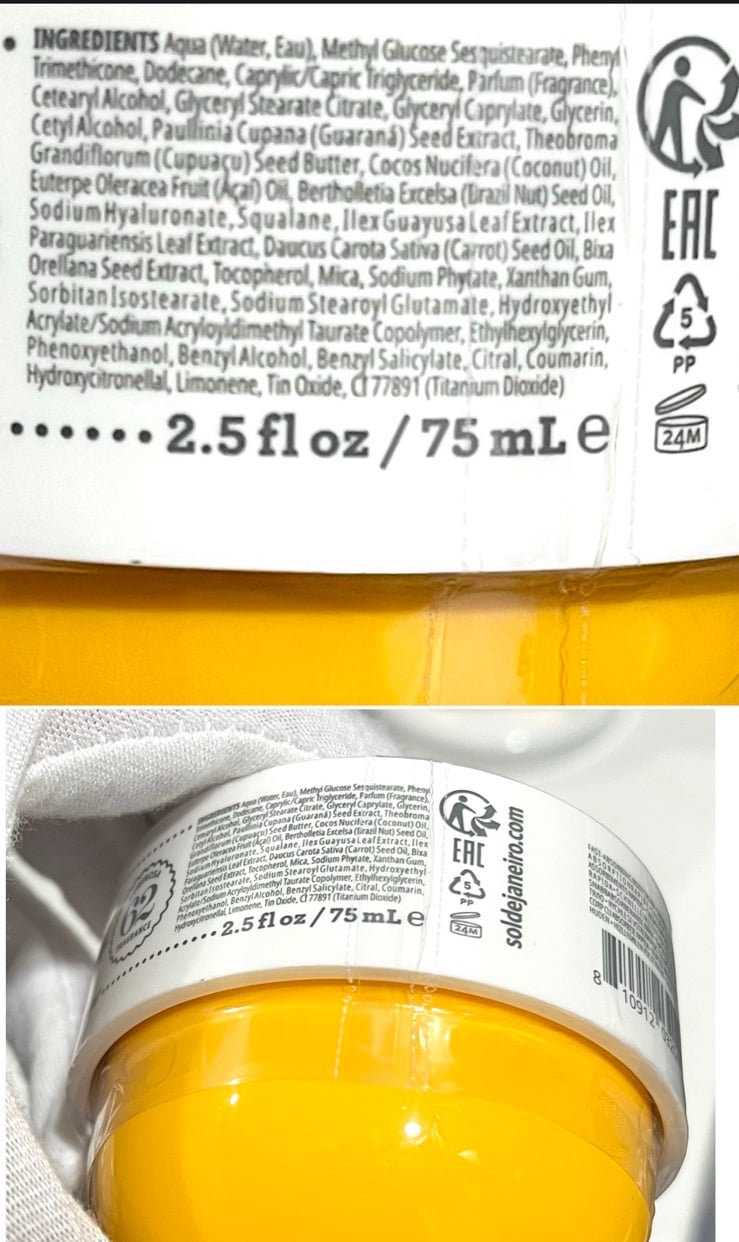 • INGREDIENTS Aqua (Water, Eau), Methyl Glucose Sesquistearate, Phenyl
Trimethicone, Dodecane, Caprylic/Capric Triglyceride, Parfum (Fragrance),
Cetearyl Alcohol, Glyceryl Stearate Citrate, Glyceryl Caprylate, Glycerin,
Cetyl Alcohol, Paullinia Cupana (Guaraná) Seed Extract, Theobroma
Grandiflorum (Cupuaçu) Seed Butter, Cocos Nucifera (Coconut) Oil,
Euterpe Oleracea Fruit (Açaí) Oil, Bertholletia Excelsa (Brazil Nut) Seed Oil,
Sodium Hyaluronate, Squalane, Ilex Guayusa Leaf Extract, Ilex
Paraguariensis Leaf Extract, Daucus Carota Sativa (Carrot) Seed Oil, Bixa
Orellana Seed Extract, Tocopherol, Mica, Sodium Phytate, Xanthan Gum,
Sorbitan Isostearate, Sodium Stearoyl Glutamate, Hydroxyethyl
Acrylate/Sodium Acryloyldimethyl Taurate Copolymer, Ethylhexylglycerin,
Phenoxyethanol, Benzyl Alcohol, Benzyl Salicylate, Citral, Coumarin,
Hydroxycitronellal, Limonene, Tin Oxide, CI 77891 (Titanium Dioxide)
2.5 fl oz / 75 mL e
EAC
5
PP
24M
62
FRAGRANCE
INGREDIENTS Aqua (Water, Eau), Methyl Glucose Sesquistearate, Phenyl
Trimethicone, Dodecane, Caprylic/Capric Triglyceride, Parfum (Fragrance),
Cetearyl Alcohol, Glyceryl Stearate Citrate, Glyceryl Caprylate, Glycerin,
Cetyl Alcohol, Paullinia Cupana (Guaraná) Seed Extract, Theobroma
Grandiflorum (Cupuaçu) Seed Butter, Cocos Nucifera (Coconut) Oil,
Euterpe Oleracea Fruit (Açaí) Oil, Bertholletia Excelsa (Brazil Nut) Seed Oil,
Sodium Hyaluronate, Squalane, Ilex Guayusa Leaf Extract, Ilex
Paraguariensis Leaf Extract, Daucus Carota Sativa (Carrot) Seed Oil, Bixa
Orellana Seed Extract, Tocopherol, Mica, Sodium Phytate, Xanthan Gum,
Sorbitan Isostearate, Sodium Stearoyl Glutamate, Hydroxyethyl
Acrylate/Sodium Acryloyldimethyl Taurate Copolymer, Ethylhexylglycerin,
Phenoxyethanol, Benzyl Alcohol, Benzyl Salicylate, Citral, Coumarin,
Hydroxycitronellal, Limonene, Tin Oxide, CI 77891 (Titanium Dioxide)
2.5 fl oz / 75 mL e
EAC
5
PP
24M
soldejaneiro.com
8 10912